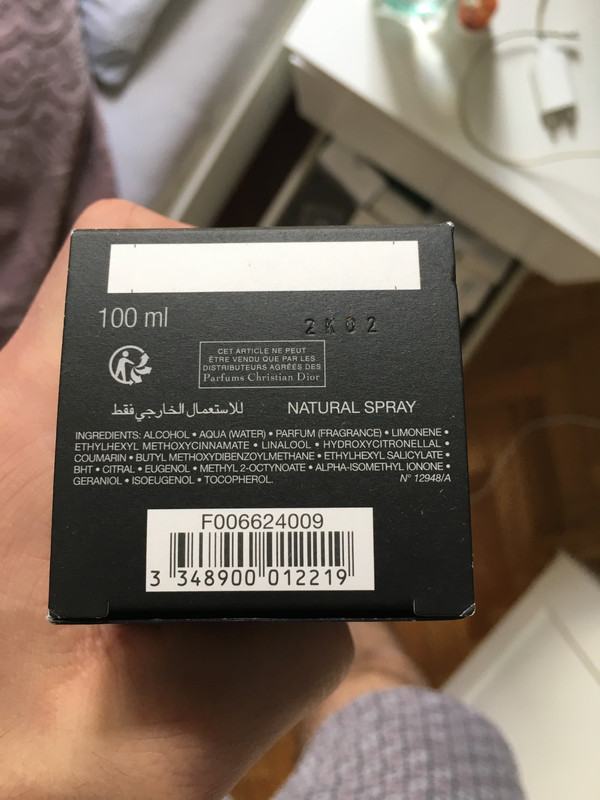 100 ml
2K02
CET ARTICLE NE PEUT
ÊTRE VENDU QUE PAR LES
DISTRIBUTEURS AGRÉÉS DES
Parfums Christian Dior
للاستعمال الخارجي فقط
NATURAL SPRAY
INGREDIENTS: ALCOHOL • AQUA (WATER) • PARFUM (FRAGRANCE) • LIMONENE •
ETHYLHEXYL METHOXYCINNAMATE • LINALOOL • HYDROXYCITRONELLAL •
COUMARIN • BUTYL METHOXYDIBENZOYLMETHANE • ETHYLHEXYL SALICYLATE •
BHT • CITRAL • EUGENOL • METHYL 2-OCTYNOATE • ALPHA-ISOMETHYL IONONE •
GERANIOL • ISOEUGENOL • TOCOPHEROL. N° 12948/A
F006624009
3 348900 012219